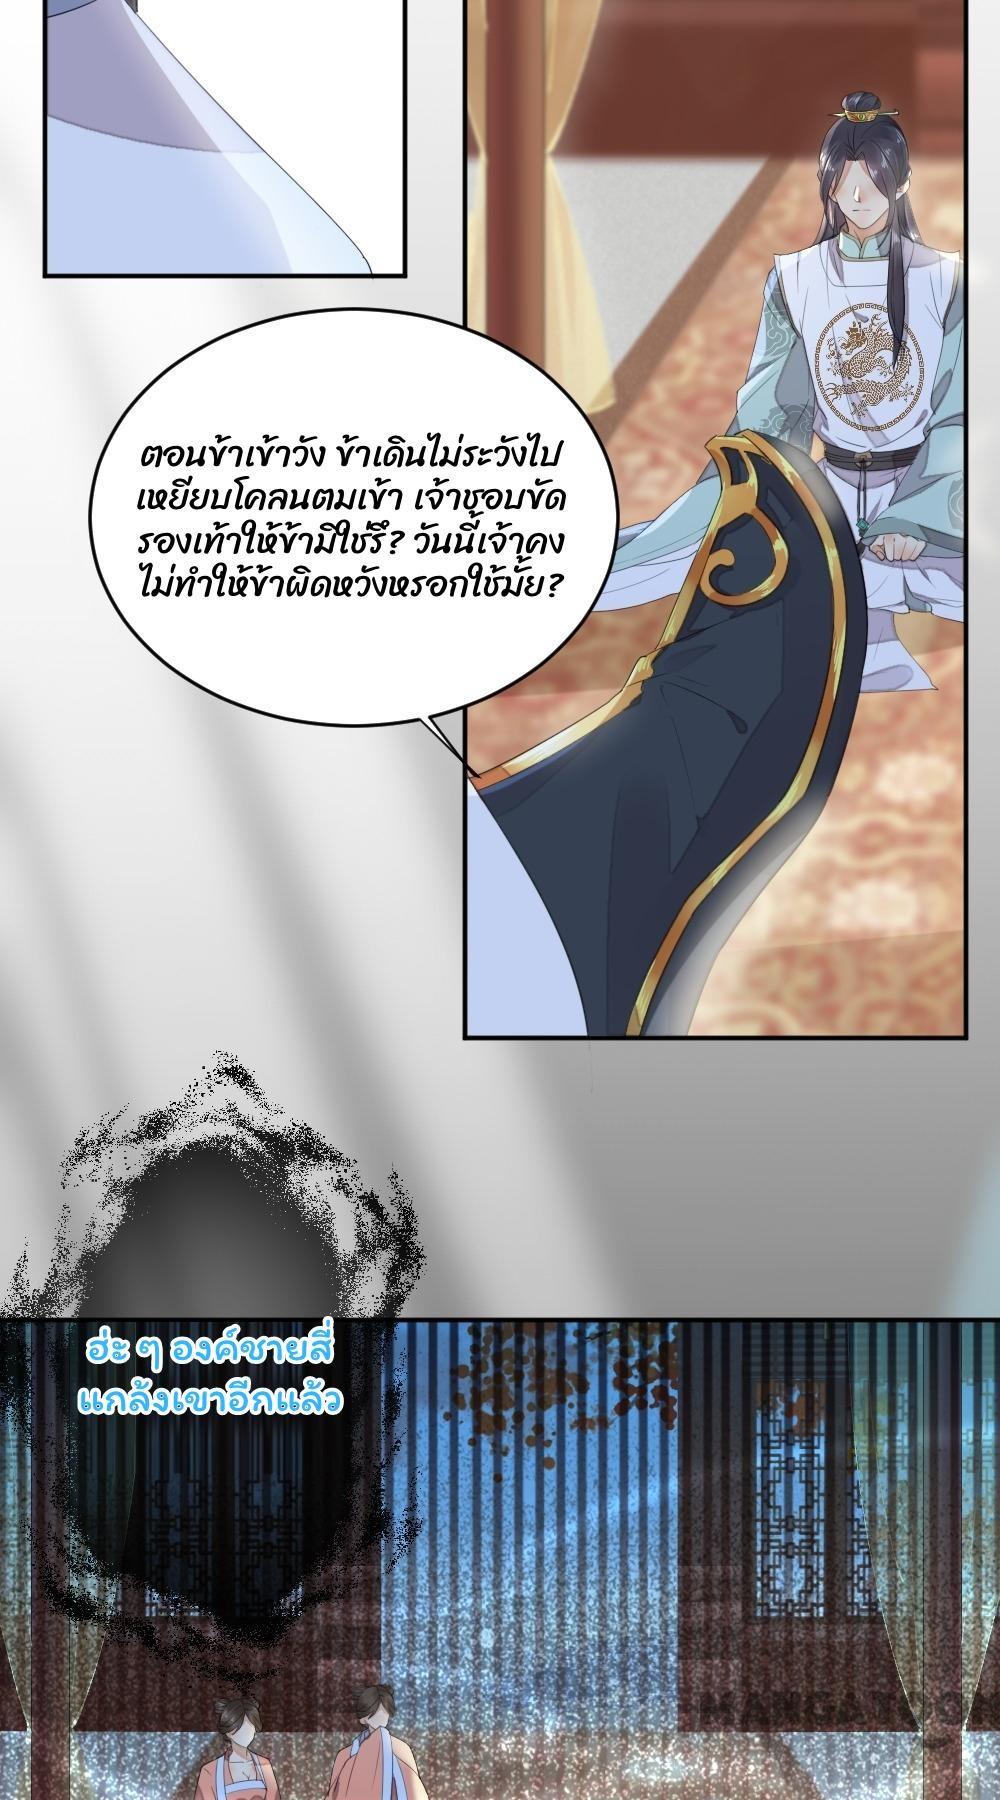 ตอนข้าเข้าวัง ข้าเดินไม่ระวังไป
เหยียบโคลนตมเข้า เจ้าชอบขัด
รองเท้าให้ข้ามิใช่รึ? วันนี้เจ้าคง
ไม่ทำให้ข้าผิดหวังหรอกใช่มั้ย?
ฮ่ะ ๆ องค์ชายสี่
แกล้งเขาอีกแล้ว